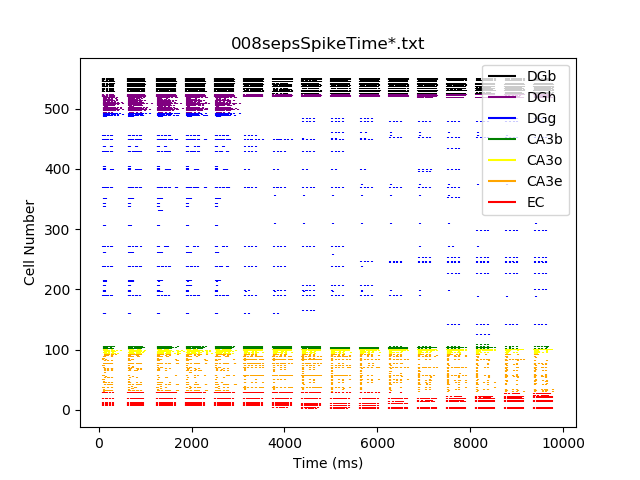 008sepsSpikeTime*.txt
DGb
DGh
DGg
CA3b
CA3o
CA3e
EC
Cell Number
500
400
300
200
100
0
0 2000 4000 6000 8000 10000
Time (ms)